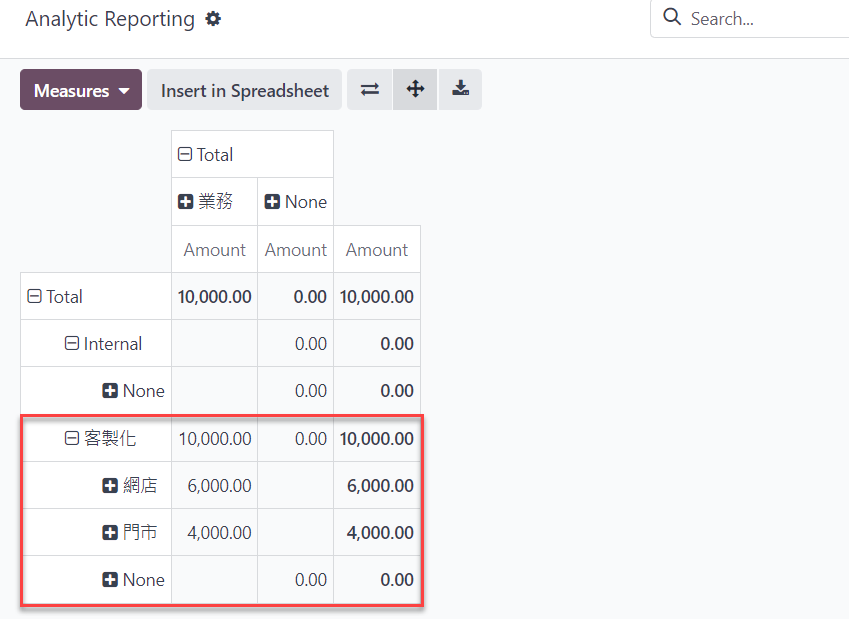 Analytic Reporting
Search...
Measures Insert in Spreadsheet
Total
業務 None
Amount Amount Amount
Total 10,000.00 0.00 10,000.00
Internal 0.00 0.00
None 0.00 0.00
客製化 10,000.00 0.00 10,000.00
網店 6,000.00 6,000.00
門市 4,000.00 4,000.00
None 0.00 0.00